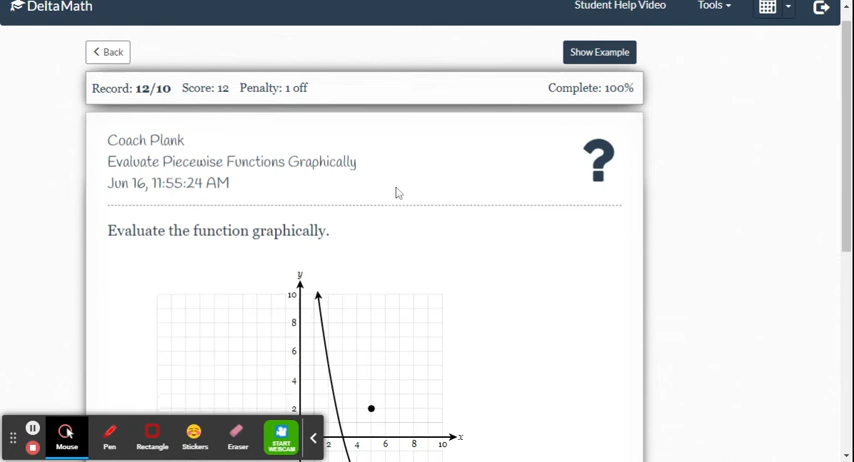 DeltaMath
Student Help Video
Tools
Back
Show Example
Record: 12/10 Score: 12 Penalty: 1 off
Complete: 100%
Coach Plank
Evaluate Piecewise Functions Graphically
Jun 16, 11:55:24 AM
?
Evaluate the function graphically.
y
10
8
6
4
2
2 4 6 8 10 x
Mouse
Pen
Rectangle
Stickers
Eraser
START
WEBCAM